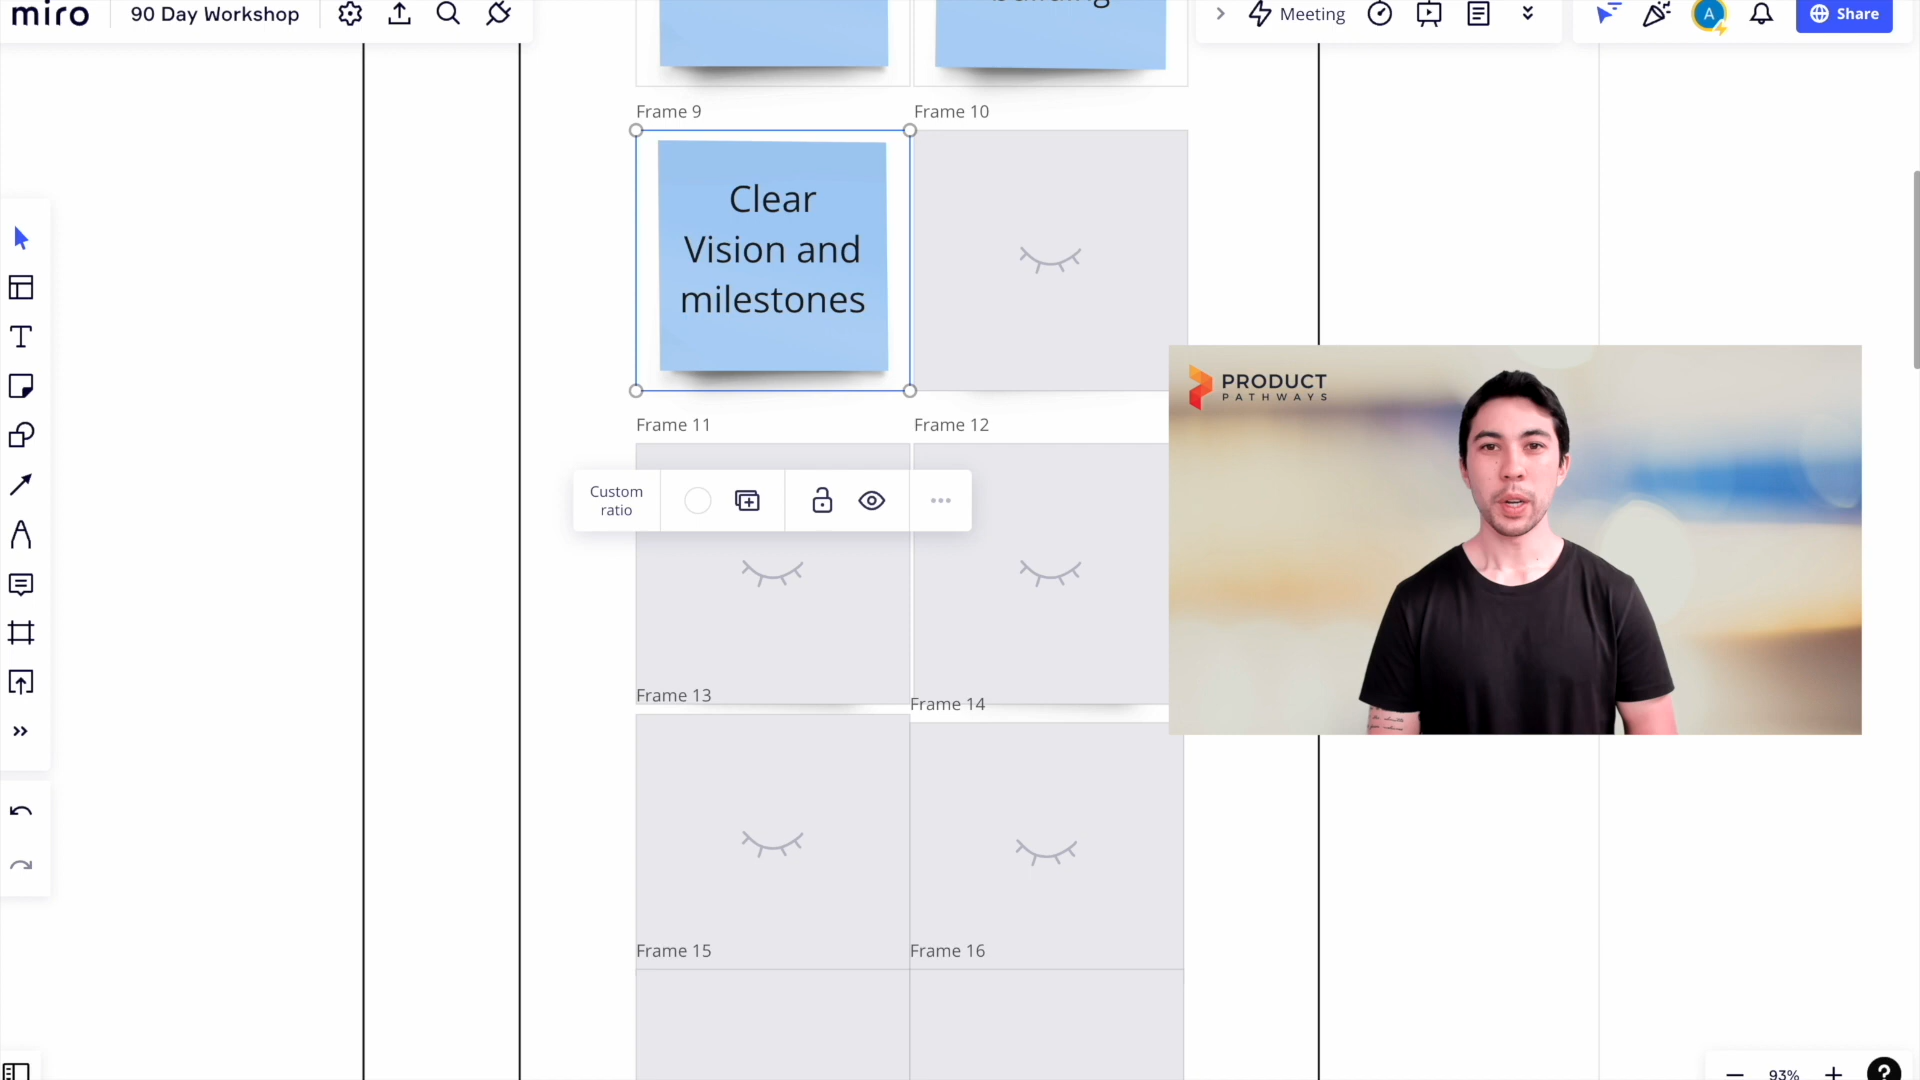 miro
90 Day Workshop
Meeting
A
Share
Frame 9
Frame 10
Clear
Vision and
milestones
Frame 11
Frame 12
Custom
ratio
Frame 13
Frame 14
Frame 15
Frame 16
PRODUCT
PATHWAYS
93%